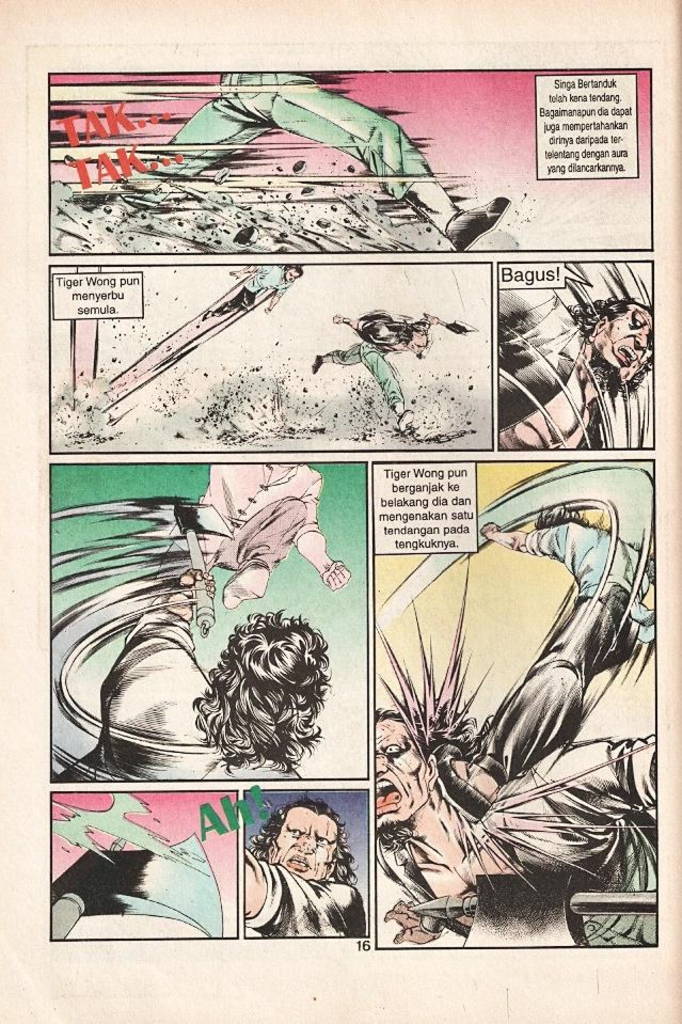 TAK...
TAK...
Singa Bertanduk
telah kena tendang.
Bagaimanapun dia dapat
juga mempertahankan
dirinya daripada ter-
telentang dengan aura
yang dilancarkannya.
Tiger Wong pun
menyerbu
semula.
Bagus!
Tiger Wong pun
berganjak ke
belakang dia dan
mengenakan satu
tendangan pada
tengkuknya.
Ah!
16